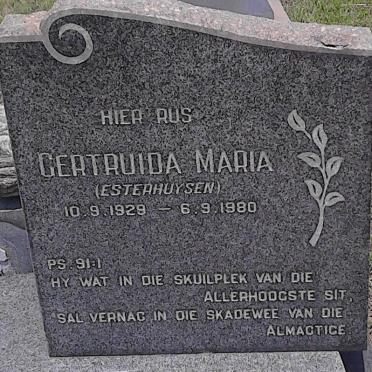 HIER RUS
GERTRUIDA MARIA
(ESTERHUYSEN)
10.9.1929 — 6.9.1980
PS. 91:1
HY WAT IN DIE SKUILPLEK VAN DIE
ALLERHOOGSTE SIT,
SAL VERNAG IN DIE SKADEWEE VAN DIE
ALMAGTIGE.